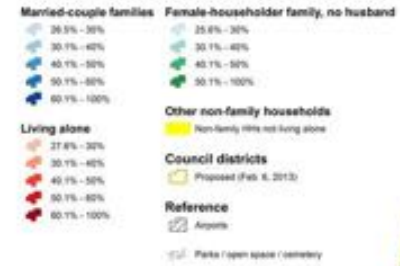 Married-couple families
26.5% - 30%
30.1% - 40%
40.1% - 50%
50.1% - 60%
60.1% - 100%
Living alone
27.6% - 30%
30.1% - 40%
40.1% - 50%
50.1% - 60%
60.1% - 100%
Female-householder family, no husband
25.6% - 30%
30.1% - 40%
40.1% - 50%
50.1% - 100%
Other non-family households
Non-family HHs not living alone
Council districts
Proposed (Feb. 6, 2013)
Reference
Airports
Parks / open space / cemetery